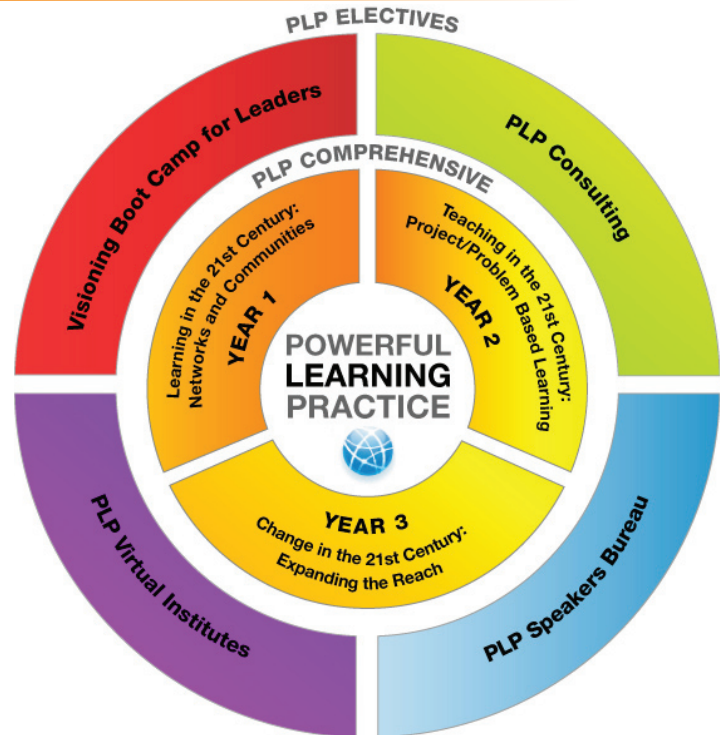 PLP ELECTIVES
Visioning Boot Camp for Leaders
PLP Consulting
PLP COMPREHENSIVE
Learning in the 21st Century:
Networks and Communities
YEAR 1
Teaching in the 21st Century:
Project/Problem Based Learning
YEAR 2
POWERFUL
LEARNING
PRACTICE
YEAR 3
Change in the 21st Century:
Expanding the Reach
PLP Virtual Institutes
PLP Speakers Bureau